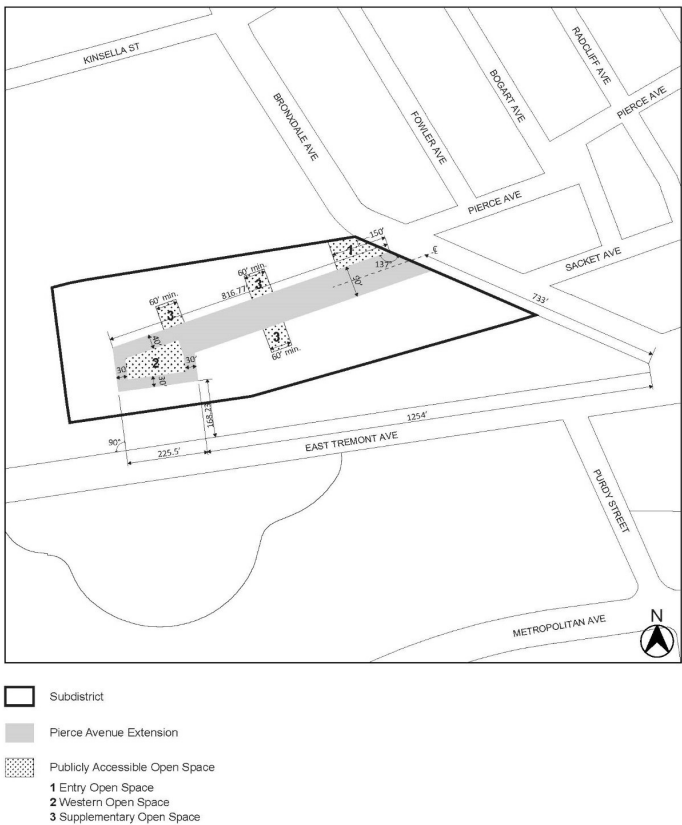 KINSELLA ST
BRONXDALE AVE
FOWLER AVE
BOGART AVE
RADCLIFF AVE
PIERCE AVE
PIERCE AVE
SACKET AVE
150'
1
137°
℄
60' min.
3
816.77'
50'
733'
60' min.
3
3
60' min.
40'
2
30'
30'
30'
168.23'
90°
225.5'
1254'
EAST TREMONT AVE
PURDY STREET
METROPOLITAN AVE
N
Subdistrict
Pierce Avenue Extension
Publicly Accessible Open Space
1 Entry Open Space
2 Western Open Space
3 Supplementary Open Space